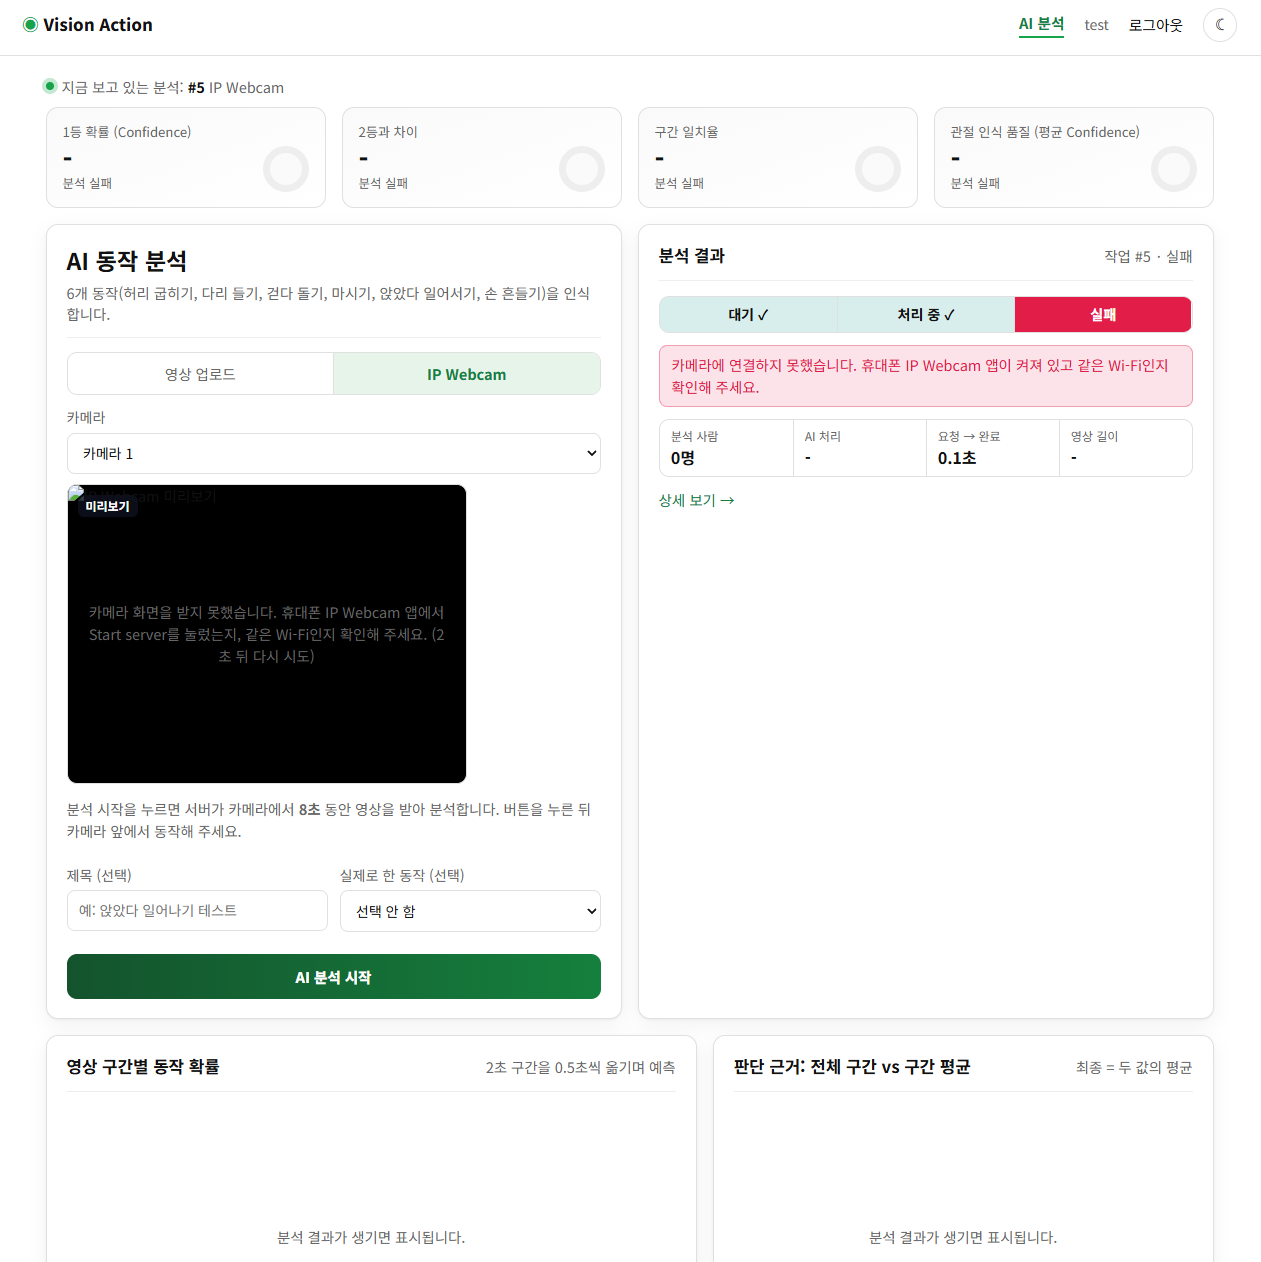 Vision Action
AI 분석
test
로그아웃
지금 보고 있는 분석: #5 IP Webcam
1등 확률 (Confidence)
-
분석 실패
2등과 차이
-
분석 실패
구간 일치율
-
분석 실패
관절 인식 품질 (평균 Confidence)
-
분석 실패
AI 동작 분석
6개 동작(허리 굽히기, 다리 들기, 걷다 돌기, 마시기, 앉았다 일어서기, 손 흔들기)을 인식
합니다.
영상 업로드
IP Webcam
카메라
카메라 1
IP Webcam 미리보기
미리보기
카메라 화면을 받지 못했습니다. 휴대폰 IP Webcam 앱에서
Start server를 눌렀는지, 같은 Wi-Fi인지 확인해 주세요. (2
초 뒤 다시 시도)
분석 시작을 누르면 서버가 카메라에서 8초 동안 영상을 받아 분석합니다. 버튼을 누른 뒤
카메라 앞에서 동작해 주세요.
제목 (선택)
예: 앉았다 일어나기 테스트
실제로 한 동작 (선택)
선택 안 함
AI 분석 시작
분석 결과
작업 #5 · 실패
대기 ✓
처리 중 ✓
실패
카메라에 연결하지 못했습니다. 휴대폰 IP Webcam 앱이 켜져 있고 같은 Wi-Fi인지
확인해 주세요.
분석 사람
0명
AI 처리
-
요청 → 완료
0.1초
영상 길이
-
상세 보기 →
영상 구간별 동작 확률
2초 구간을 0.5초씩 옮기며 예측
분석 결과가 생기면 표시됩니다.
판단 근거: 전체 구간 vs 구간 평균
최종 = 두 값의 평균
분석 결과가 생기면 표시됩니다.